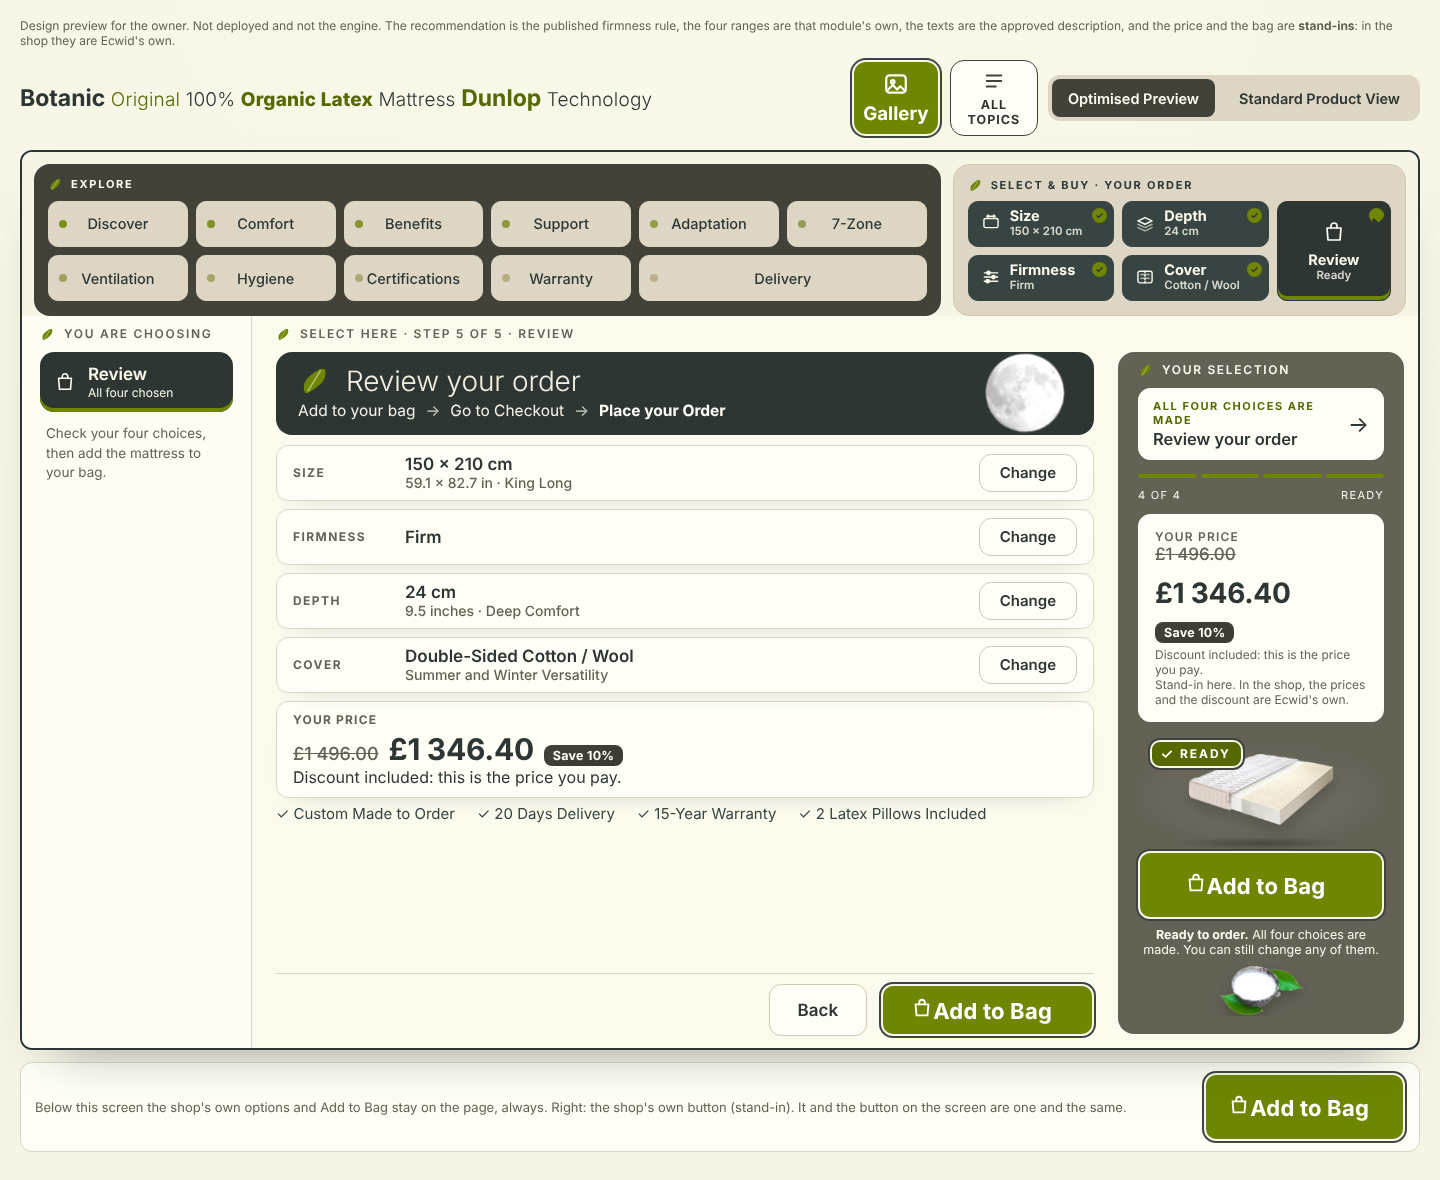 Design preview for the owner. Not deployed and not the engine. The recommendation is the published firmness rule, the four ranges are that module's own, the texts are the approved description, and the price and the bag are stand-ins: in the
shop they are Ecwid's own.
Botanic Original 100% Organic Latex Mattress Dunlop Technology
Gallery
ALL
TOPICS
Optimised Preview
Standard Product View
EXPLORE
Discover
Comfort
Benefits
Support
Adaptation
7-Zone
Ventilation
Hygiene
Certifications
Warranty
Delivery
SELECT & BUY · YOUR ORDER
Size
150 × 210 cm
Depth
24 cm
Firmness
Firm
Cover
Cotton / Wool
Review
Ready
YOU ARE CHOOSING
Review
All four chosen
Check your four choices,
then add the mattress to
your bag.
SELECT HERE · STEP 5 OF 5 · REVIEW
Review your order
Add to your bag → Go to Checkout → Place your Order
SIZE
150 × 210 cm
59.1 × 82.7 in · King Long
Change
FIRMNESS
Firm
Change
DEPTH
24 cm
9.5 inches · Deep Comfort
Change
COVER
Double-Sided Cotton / Wool
Summer and Winter Versatility
Change
YOUR PRICE
£1 496.00 £1 346.40 Save 10%
Discount included: this is the price you pay.
✓ Custom Made to Order ✓ 20 Days Delivery ✓ 15-Year Warranty ✓ 2 Latex Pillows Included
Back
Add to Bag
YOUR SELECTION
ALL FOUR CHOICES ARE
MADE
Review your order →
4 OF 4
READY
YOUR PRICE
£1 496.00
£1 346.40
Save 10%
Discount included: this is the price
you pay.
Stand-in here. In the shop, the prices
and the discount are Ecwid's own.
✓ READY
Add to Bag
Ready to order. All four choices are
made. You can still change any of them.
Below this screen the shop's own options and Add to Bag stay on the page, always. Right: the shop's own button (stand-in). It and the button on the screen are one and the same.
Add to Bag